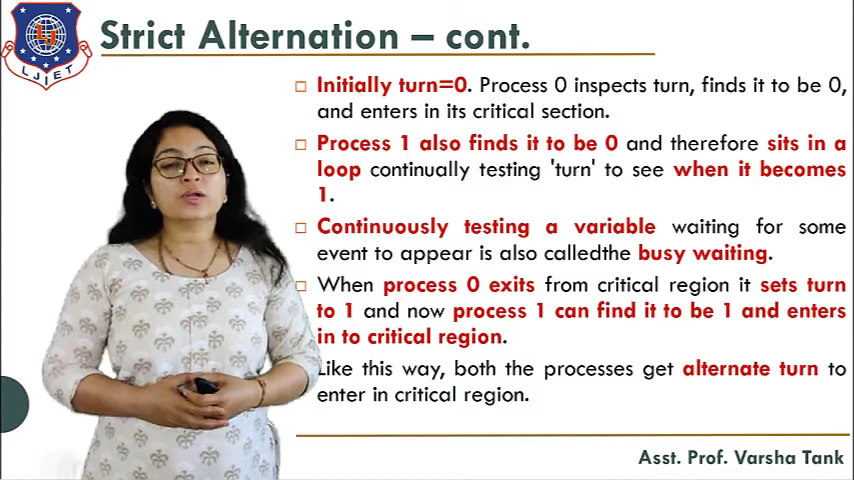 LJ
LJIET
Strict Alternation – cont.
Initially turn=0. Process 0 inspects turn, finds it to be 0,
and enters in its critical section.
Process 1 also finds it to be 0 and therefore sits in a
loop continually testing 'turn' to see when it becomes
1.
Continuously testing a variable waiting for some
event to appear is also calledthe busy waiting.
When process 0 exits from critical region it sets turn
to 1 and now process 1 can find it to be 1 and enters
in to critical region.
Like this way, both the processes get alternate turn to
enter in critical region.
Asst. Prof. Varsha Tank